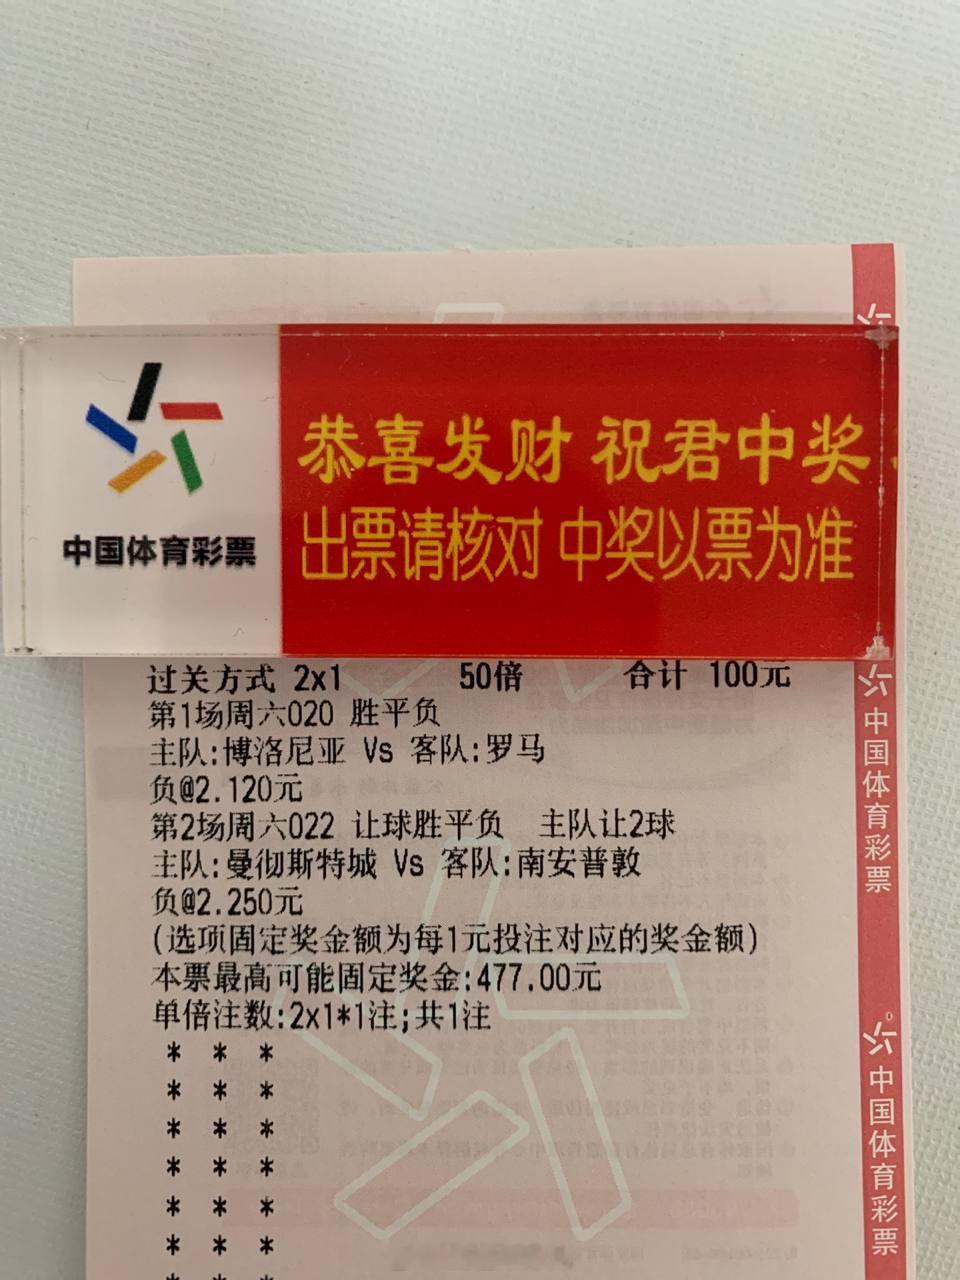 恭喜发财 祝君中奖
出票请核对 中奖以票为准
中国体育彩票
过关方式 2x1 50倍 合计 100元
第1场周六020 胜平负
主队:博洛尼亚 Vs 客队:罗马
负@2.120元
第2场周六022 让球胜平负 主队让2球
主队:曼彻斯特城 Vs 客队:南安普敦
负@2.250元
(选项固定奖金额为每1元投注对应的奖金额)
本票最高可能固定奖金:477.00元
单倍注数:2x1*1注;共1注
* * *
* * *
* * *
* * *
* * *
* * *
* * *
中国体育彩票
中国体育彩票